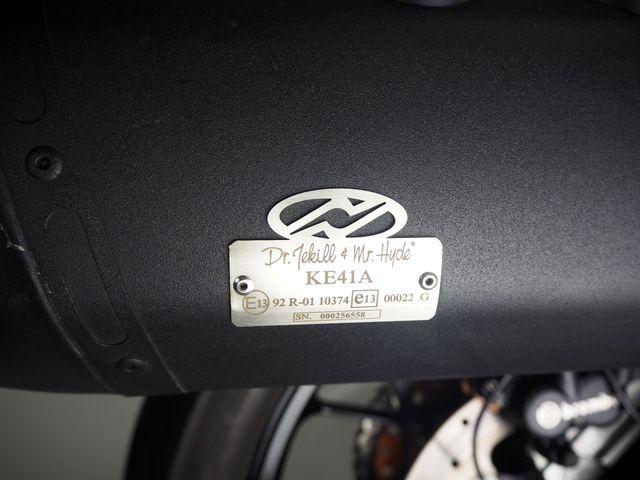 Dr. Jekill & Mr. Hyde®
KE41A
E13 92 R-01 10374 e13 00022 G
SN. 000256558